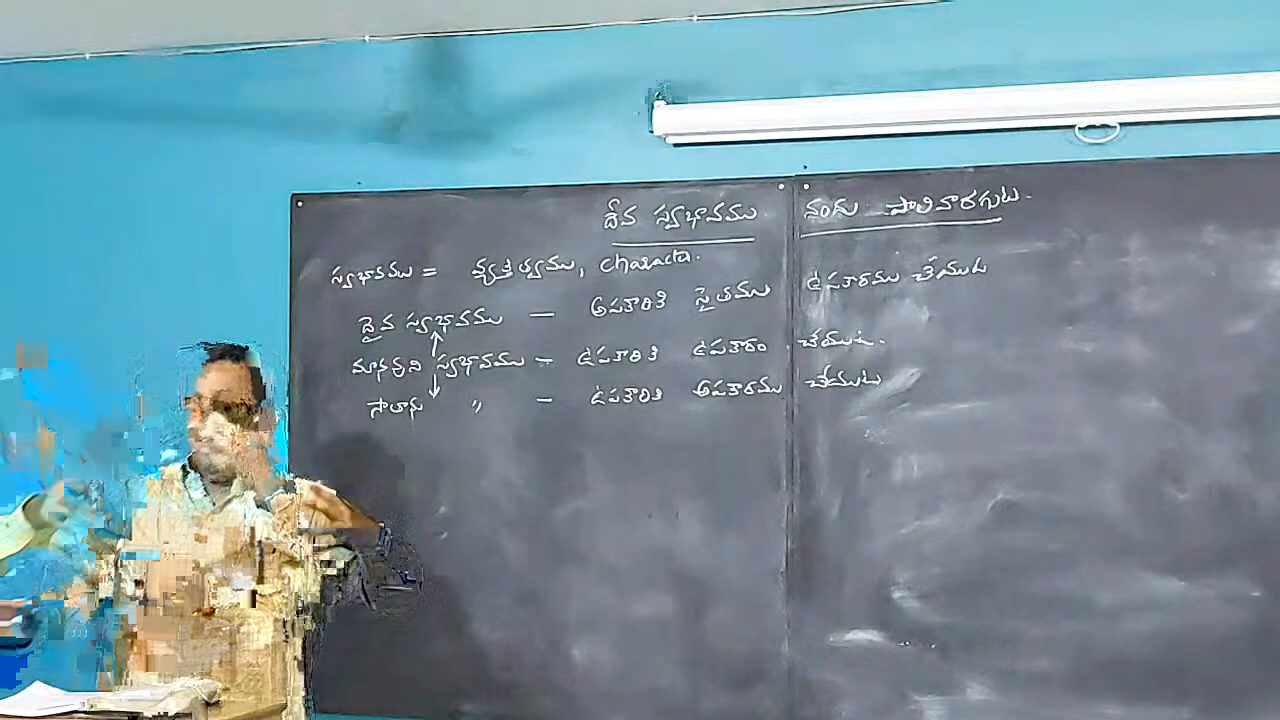 దేవ స్వభావము నందు పాలివారగుట.
స్వభావము = వ్యక్తిత్వము, character.
దైవ స్వభావము — అపకారికి సైతము ఉపకారము చేయుట
మానవుని స్వభావము – ఉపకారికి ఉపకారం చేయుట.
సాతాను " – ఉపకారికి అపకారము చేయుట